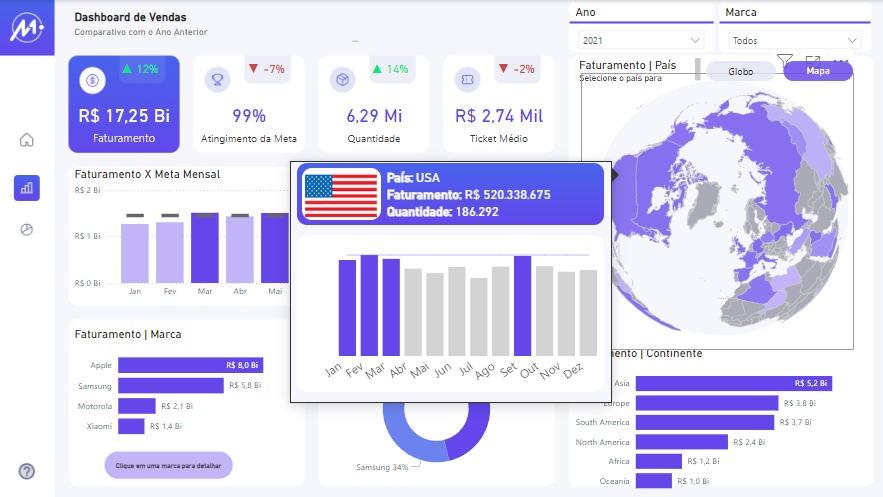 Dashboard de Vendas
Comparativo com o Ano Anterior
Ano
2021
Marca
Todos
12%
R$ 17,25 Bi
Faturamento
-7%
99%
Atingimento da Meta
14%
6,29 Mi
Quantidade
-2%
R$ 2,74 Mil
Ticket Médio
Faturamento | País
Selecione o país para
Globo
Mapa
Faturamento X Meta Mensal
R$ 2 Bi
R$ 1 Bi
R$ 0 Bi
Jan Fev Mar Abr Mai
País: USA
Faturamento: R$ 520.338.675
Quantidade: 186.292
Jan Fev Mar Abr Mai Jun Jul Ago Set Out Nov Dez
Faturamento | Marca
Apple R$ 8,0 Bi
Samsung R$ 5,8 Bi
Motorola R$ 2,1 Bi
Xiaomi R$ 1,4 Bi
Clique em uma marca para detalhar
Samsung 34%
ento | Continente
Asia R$ 5,2 Bi
Europe R$ 3,8 Bi
South America R$ 3,7 Bi
North America R$ 2,4 Bi
Africa R$ 1,2 Bi
Oceania R$ 1,0 Bi